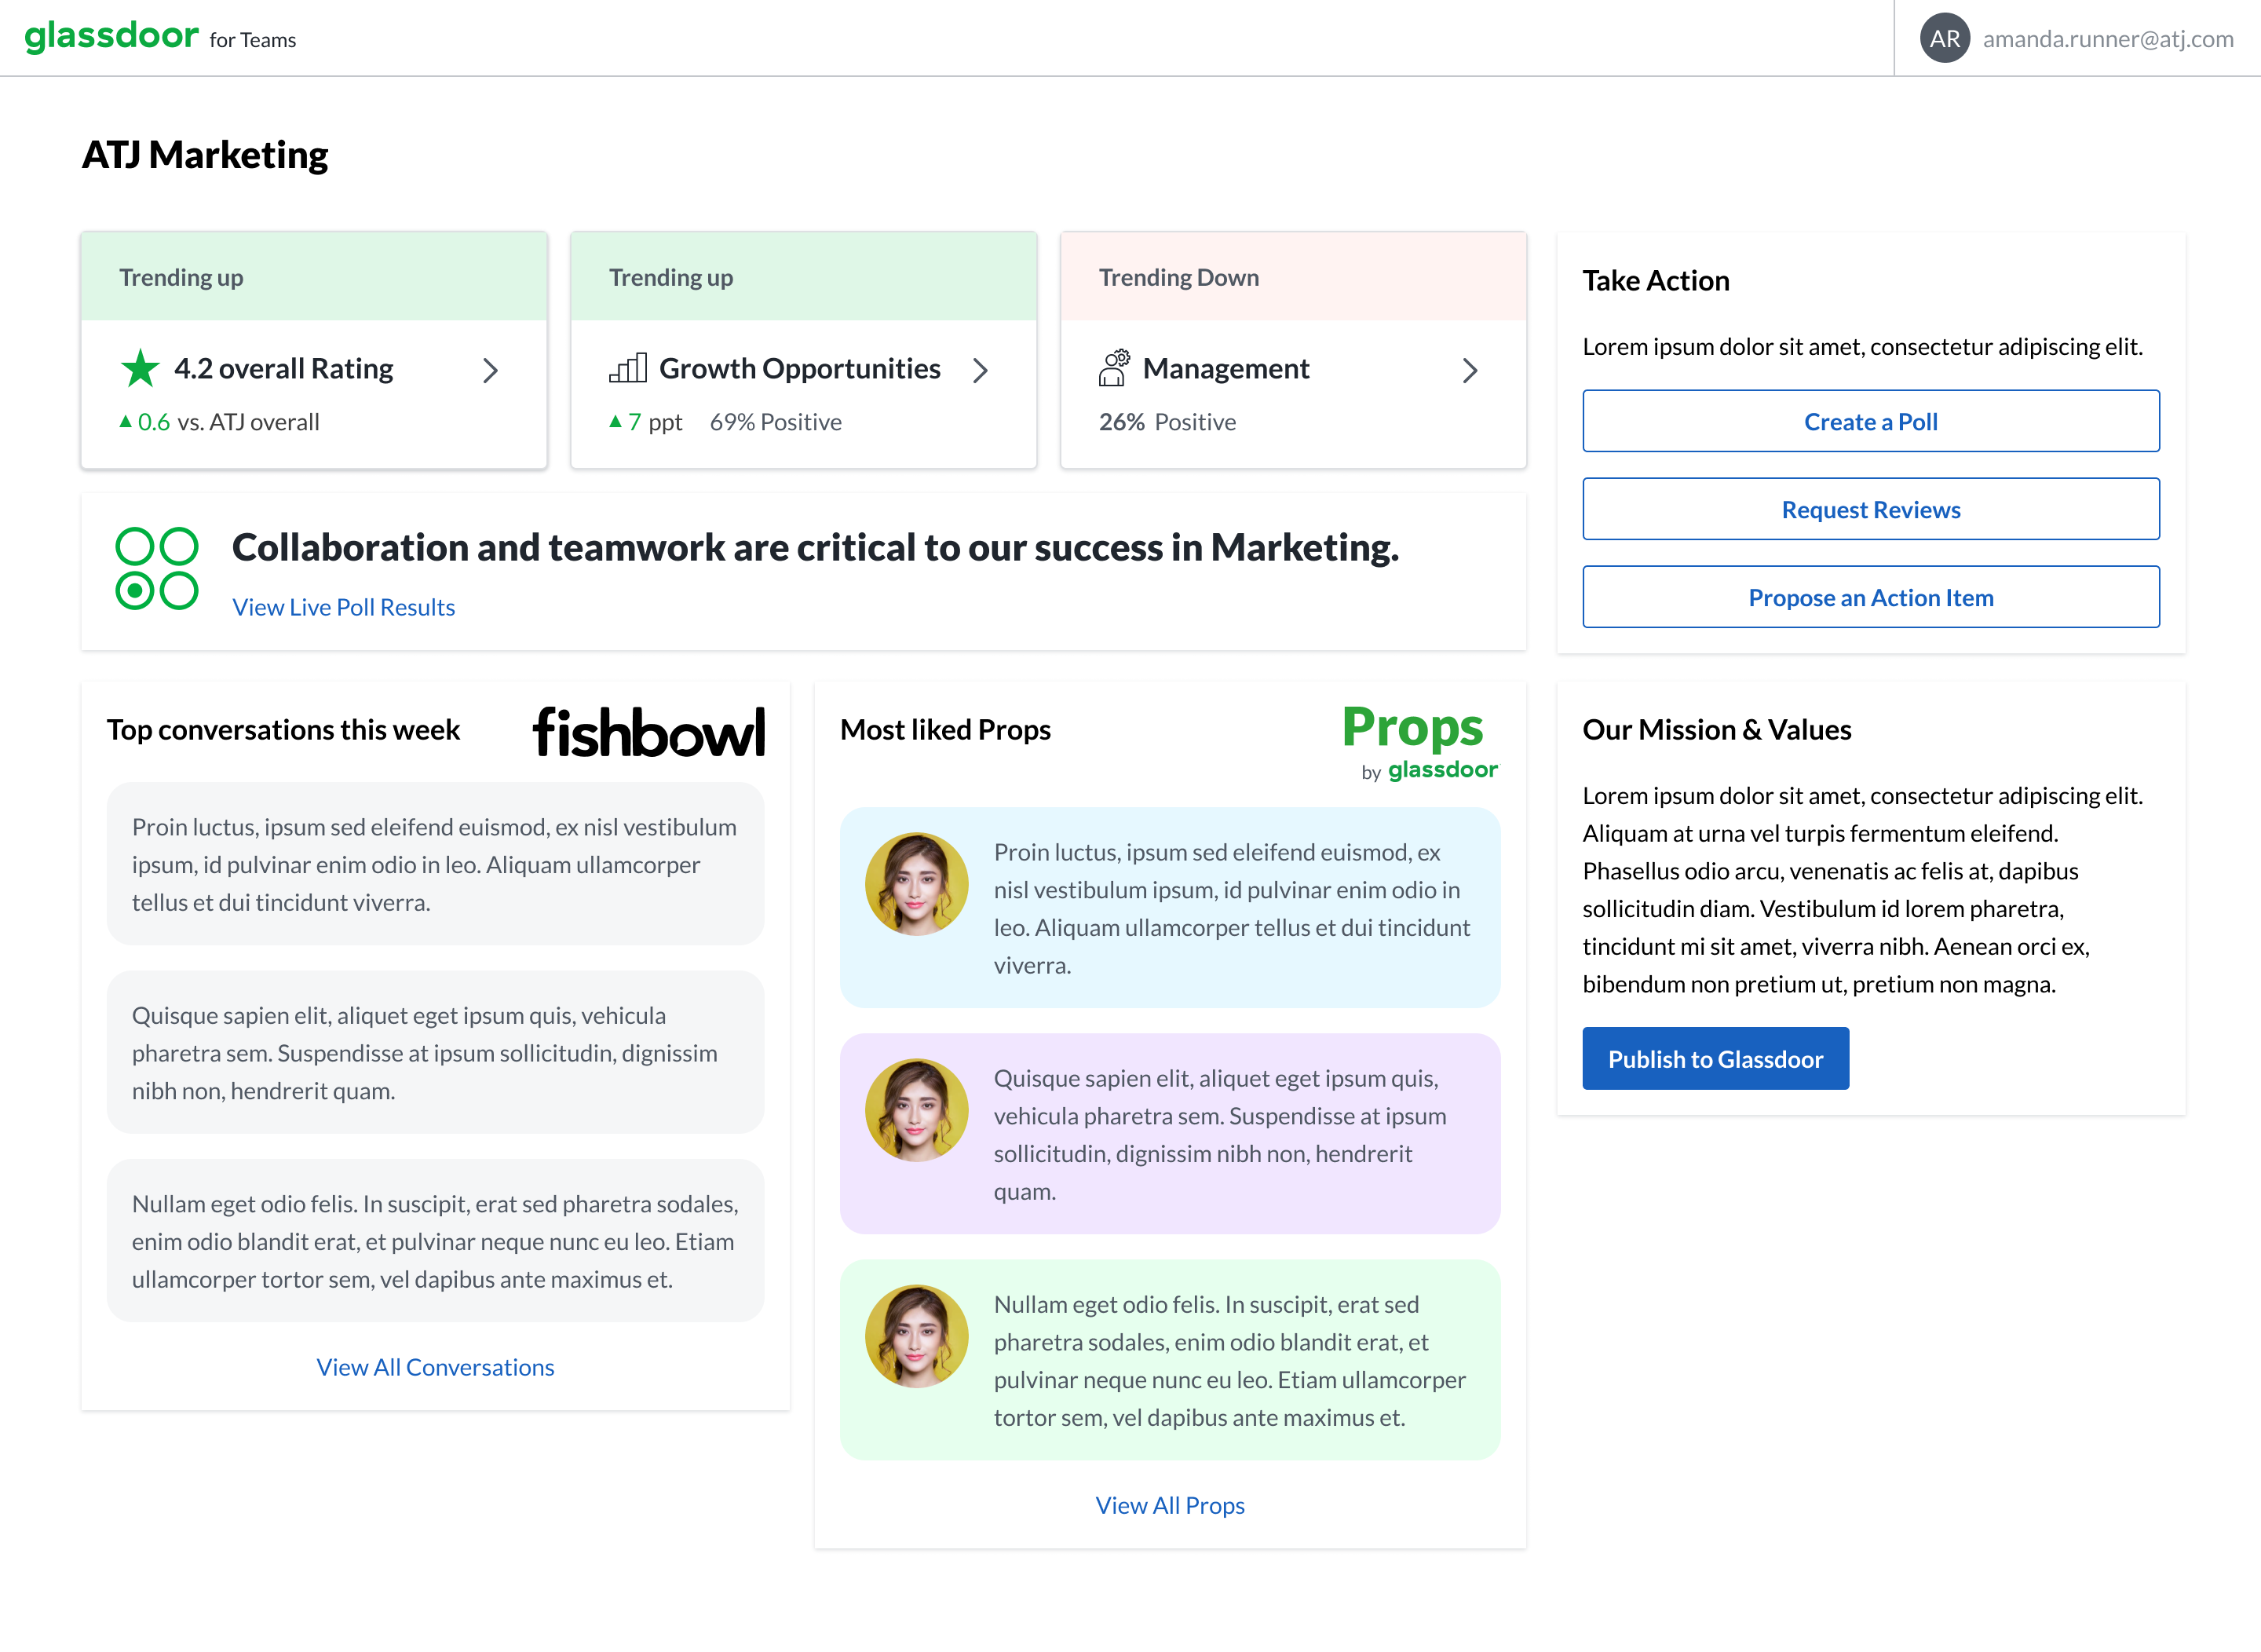 glassdoor for Teams
AR amanda.runner@atj.com
ATJ Marketing
Trending up
4.2 overall Rating
0.6 vs. ATJ overall
Trending up
Growth Opportunities
7 ppt 69% Positive
Trending Down
Management
26% Positive
Take Action
Lorem ipsum dolor sit amet, consectetur adipiscing elit.
Create a Poll
Request Reviews
Propose an Action Item
Collaboration and teamwork are critical to our success in Marketing.
View Live Poll Results
Top conversations this week
fishbowl
Proin luctus, ipsum sed eleifend euismod, ex nisl vestibulum
ipsum, id pulvinar enim odio in leo. Aliquam ullamcorper
tellus et dui tincidunt viverra.
Quisque sapien elit, aliquet eget ipsum quis, vehicula
pharetra sem. Suspendisse at ipsum sollicitudin, dignissim
nibh non, hendrerit quam.
Nullam eget odio felis. In suscipit, erat sed pharetra sodales,
enim odio blandit erat, et pulvinar neque nunc eu leo. Etiam
ullamcorper tortor sem, vel dapibus ante maximus et.
View All Conversations
Most liked Props
Props
by glassdoor
Proin luctus, ipsum sed eleifend euismod, ex
nisl vestibulum ipsum, id pulvinar enim odio in
leo. Aliquam ullamcorper tellus et dui tincidunt
viverra.
Quisque sapien elit, aliquet eget ipsum quis,
vehicula pharetra sem. Suspendisse at ipsum
sollicitudin, dignissim nibh non, hendrerit
quam.
Nullam eget odio felis. In suscipit, erat sed
pharetra sodales, enim odio blandit erat, et
pulvinar neque nunc eu leo. Etiam ullamcorper
tortor sem, vel dapibus ante maximus et.
View All Props
Our Mission & Values
Lorem ipsum dolor sit amet, consectetur adipiscing elit.
Aliquam at urna vel turpis fermentum eleifend.
Phasellus odio arcu, venenatis ac felis at, dapibus
sollicitudin diam. Vestibulum id lorem pharetra,
tincidunt mi sit amet, viverra nibh. Aenean orci ex,
bibendum non pretium ut, pretium non magna.
Publish to Glassdoor